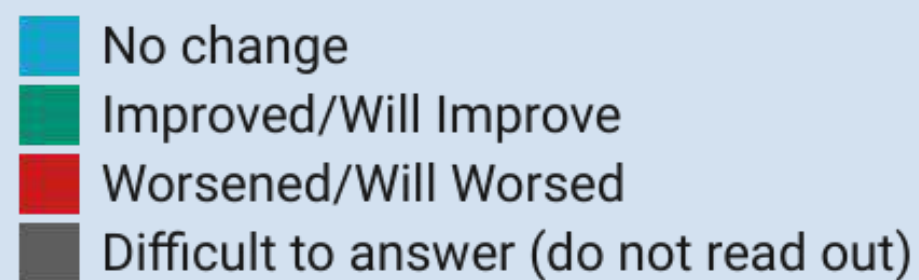 No change
Improved/Will Improve
Worsened/Will Worsed
Difficult to answer (do not read out)